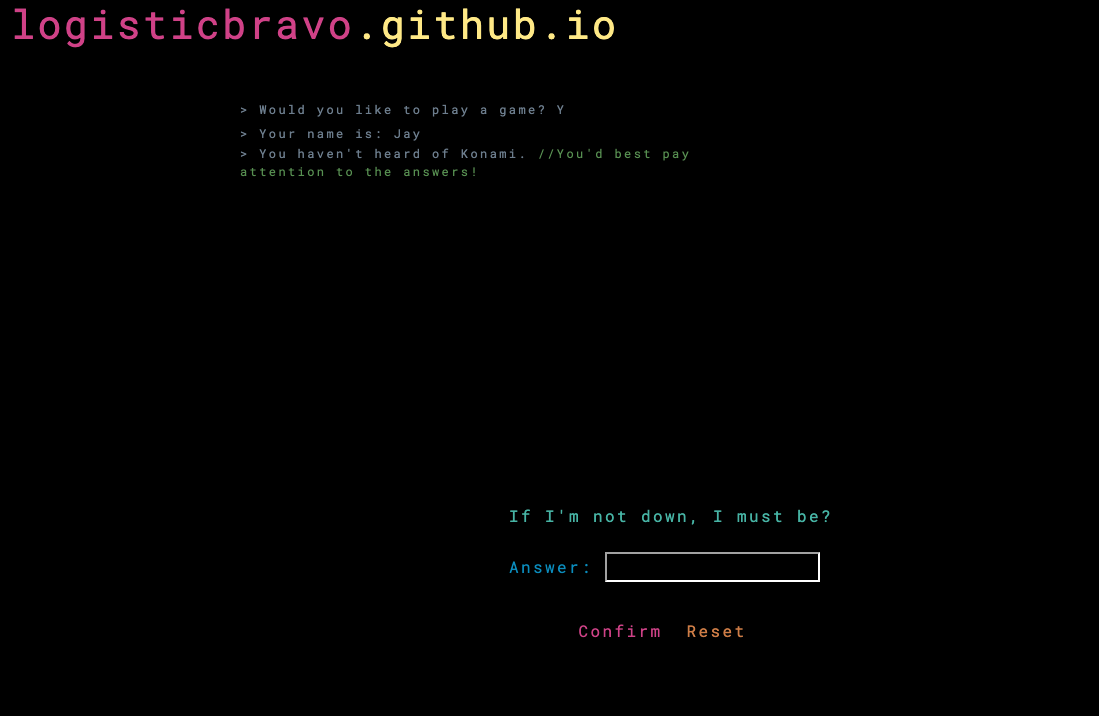 logisticbravo.github.io
> Would you like to play a game? Y
> Your name is: Jay
> You haven't heard of Konami. //You'd best pay
attention to the answers!
If I'm not down, I must be?
Answer:
Confirm Reset